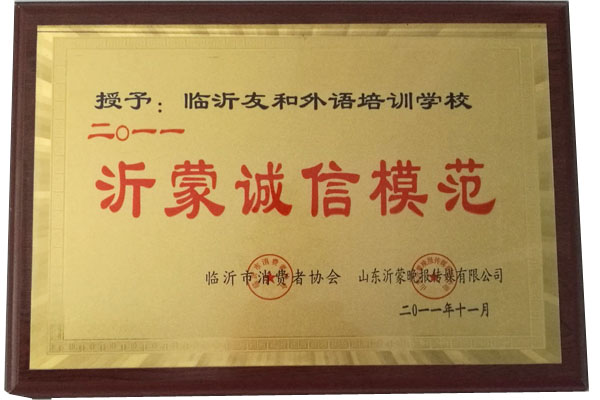 授予：临沂友和外语培训学校
二〇一一
沂蒙诚信模范
临沂市消费者协会 山东沂蒙晚报传媒有限公司
二〇一一年十一月